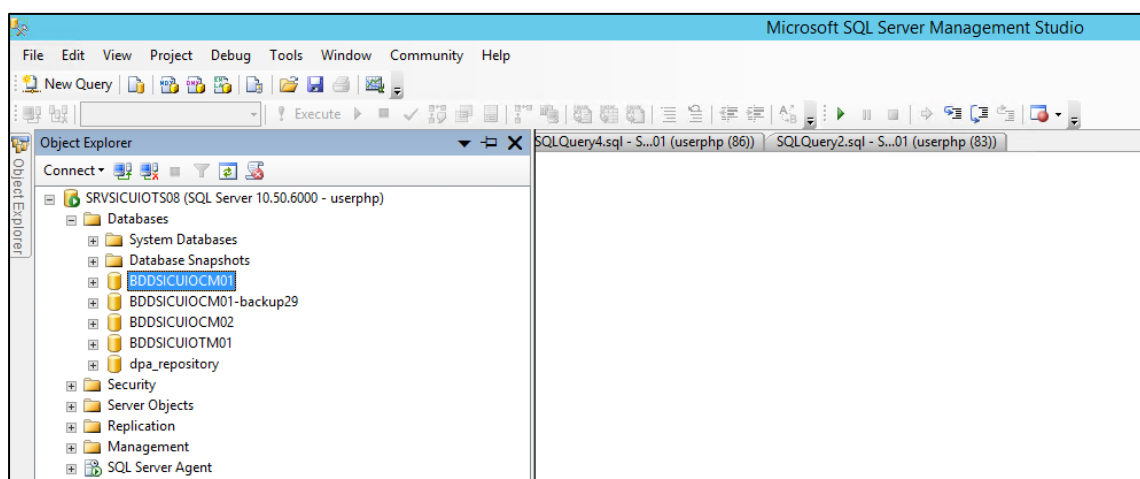 Microsoft SQL Server Management Studio
File Edit View Project Debug Tools Window Community Help
New Query
Execute
Object Explorer
SQLQuery4.sql - S...01 (userphp (86)) SQLQuery2.sql - S...01 (userphp (83))
Object Explorer
Connect
SRVSICUIOTS08 (SQL Server 10.50.6000 - userphp)
Databases
System Databases
Database Snapshots
BDDSICUIOCM01
BDDSICUIOCM01-backup29
BDDSICUIOCM02
BDDSICUIOTM01
dpa_repository
Security
Server Objects
Replication
Management
SQL Server Agent